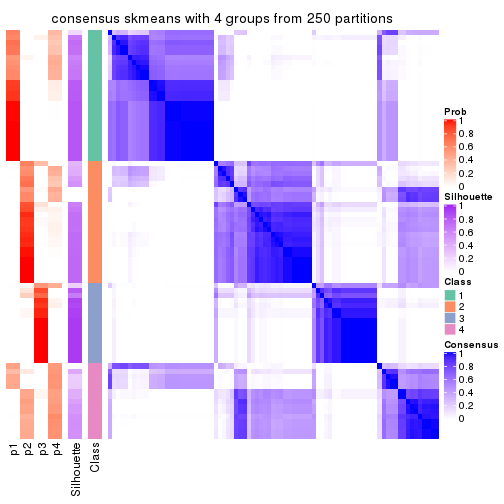 consensus skmeans with 4 groups from 250 partitions
Prob
1
0.8
0.6
0.4
0.2
0
Silhouette
1
0.8
0.6
0.4
0.2
0
Class
1
2
3
4
Consensus
1
0.8
0.6
0.4
0.2
0
p1
p2
p3
p4
Silhouette
Class